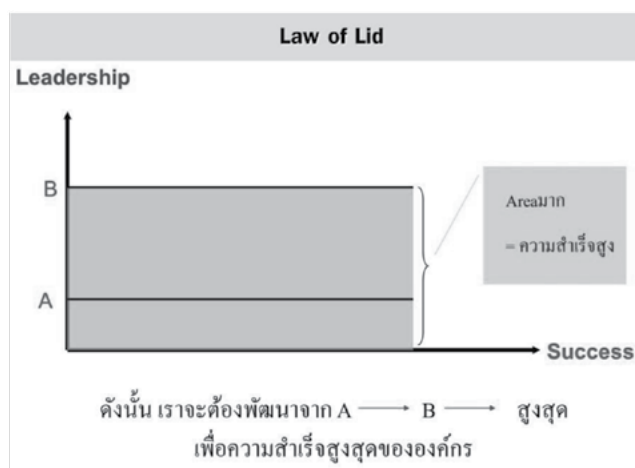 Law of Lid
Leadership
B
Areaมาก
= ความสำเร็จสูง
A
Success
ดังนั้น เราจะต้องพัฒนาจาก A ⟶ B ⟶ สูงสุด
เพื่อความสำเร็จสูงสุดขององค์กร